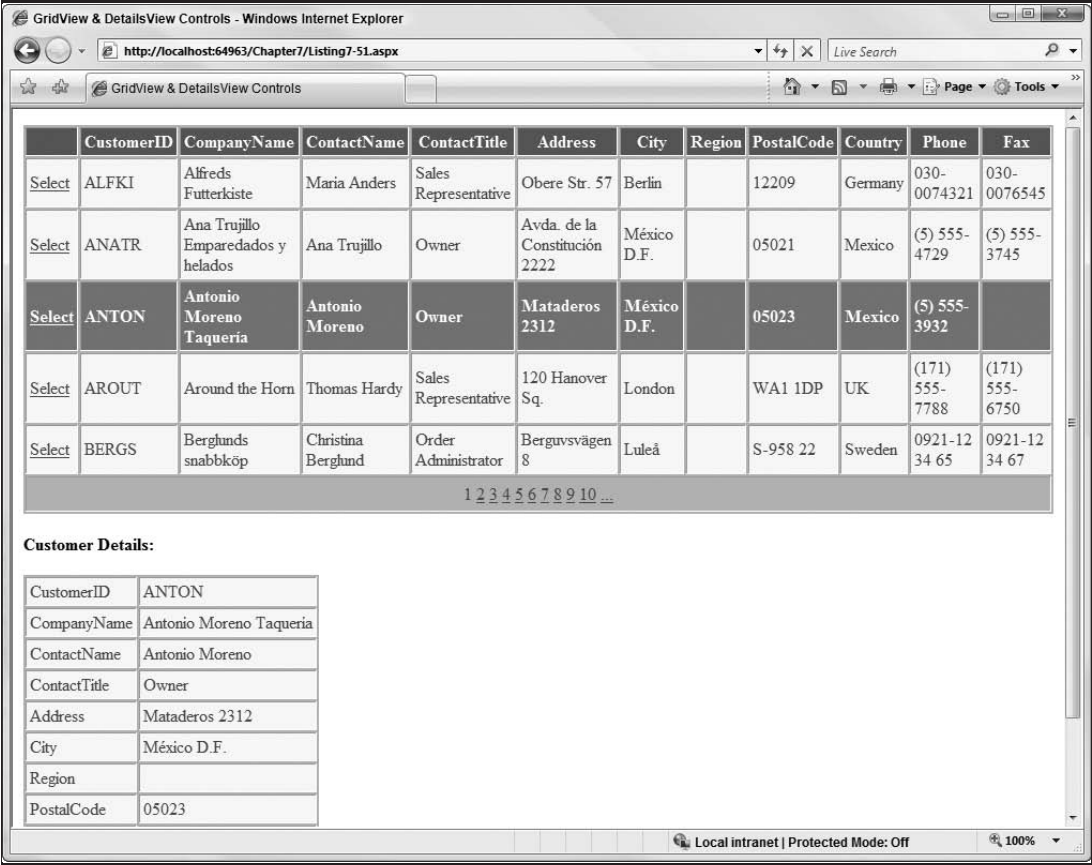 GridView & DetailsView Controls - Windows Internet Explorer
http://localhost:64963/Chapter7/Listing7-51.aspx
Live Search
GridView & DetailsView Controls
Page
Tools
CustomerID CompanyName ContactName ContactTitle Address City Region PostalCode Country Phone Fax
Select ALFKI Alfreds Futterkiste Maria Anders Sales Representative Obere Str. 57 Berlin 12209 Germany 030-0074321 030-0076545
Select ANATR Ana Trujillo Emparedados y helados Ana Trujillo Owner Avda. de la Constitución 2222 México D.F. 05021 Mexico (5) 555-4729 (5) 555-3745
Select ANTON Antonio Moreno Taquería Antonio Moreno Owner Mataderos 2312 México D.F. 05023 Mexico (5) 555-3932
Select AROUT Around the Horn Thomas Hardy Sales Representative 120 Hanover Sq. London WA1 1DP UK (171) 555-7788 (171) 555-6750
Select BERGS Berglunds snabbköp Christina Berglund Order Administrator Berguvsvägen 8 Luleå S-958 22 Sweden 0921-12 34 65 0921-12 34 67
1 2 3 4 5 6 7 8 9 10 ...
Customer Details:
CustomerID ANTON
CompanyName Antonio Moreno Taquería
ContactName Antonio Moreno
ContactTitle Owner
Address Mataderos 2312
City México D.F.
Region
PostalCode 05023
Local intranet | Protected Mode: Off
100%